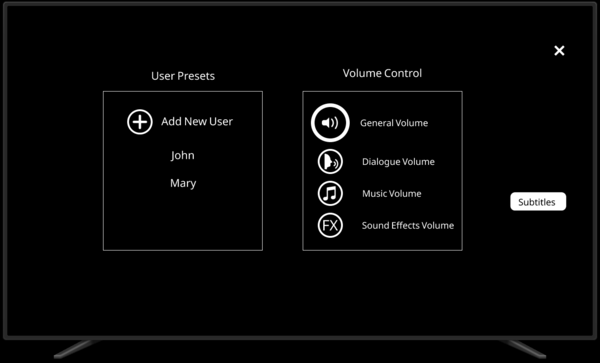 User Presets
Add New User
John
Mary
Volume Control
General Volume
Dialogue Volume
Music Volume
FX
Sound Effects Volume
Subtitles